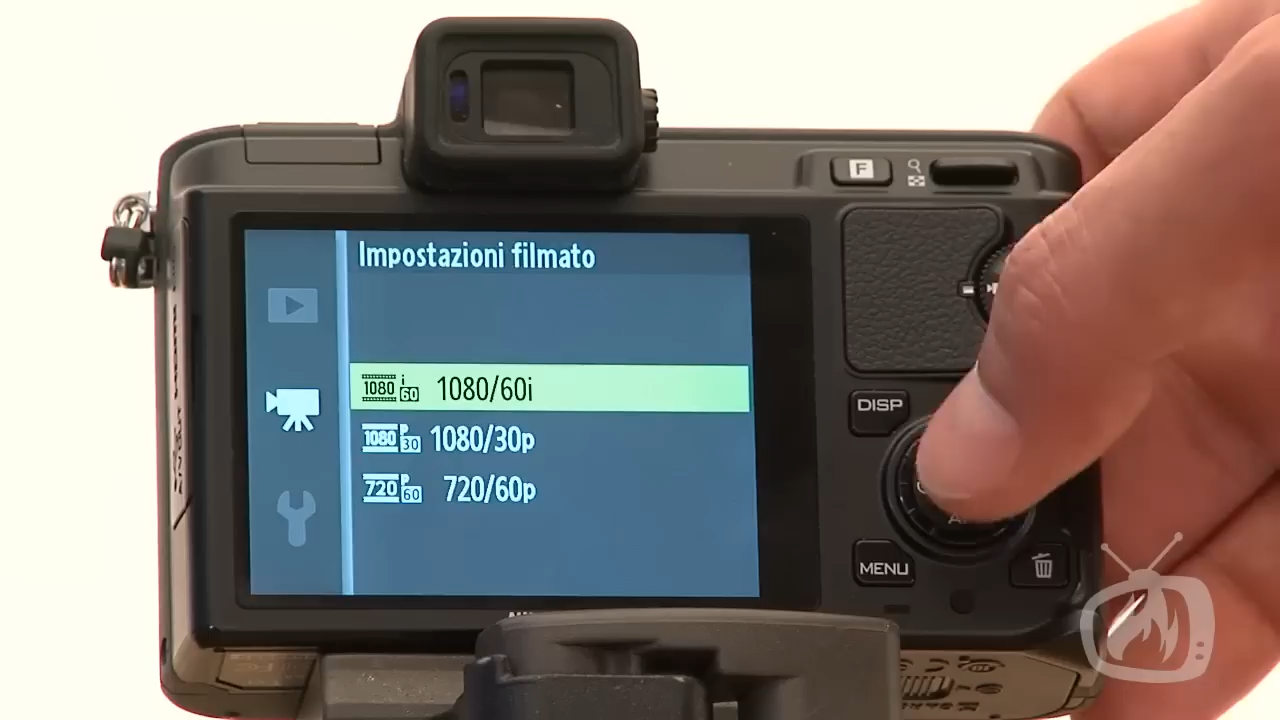 F
Impostazioni filmato
1080 i 60 1080/60i
1080 P 30 1080/30p
720 P 60 720/60p
DISP
MENU